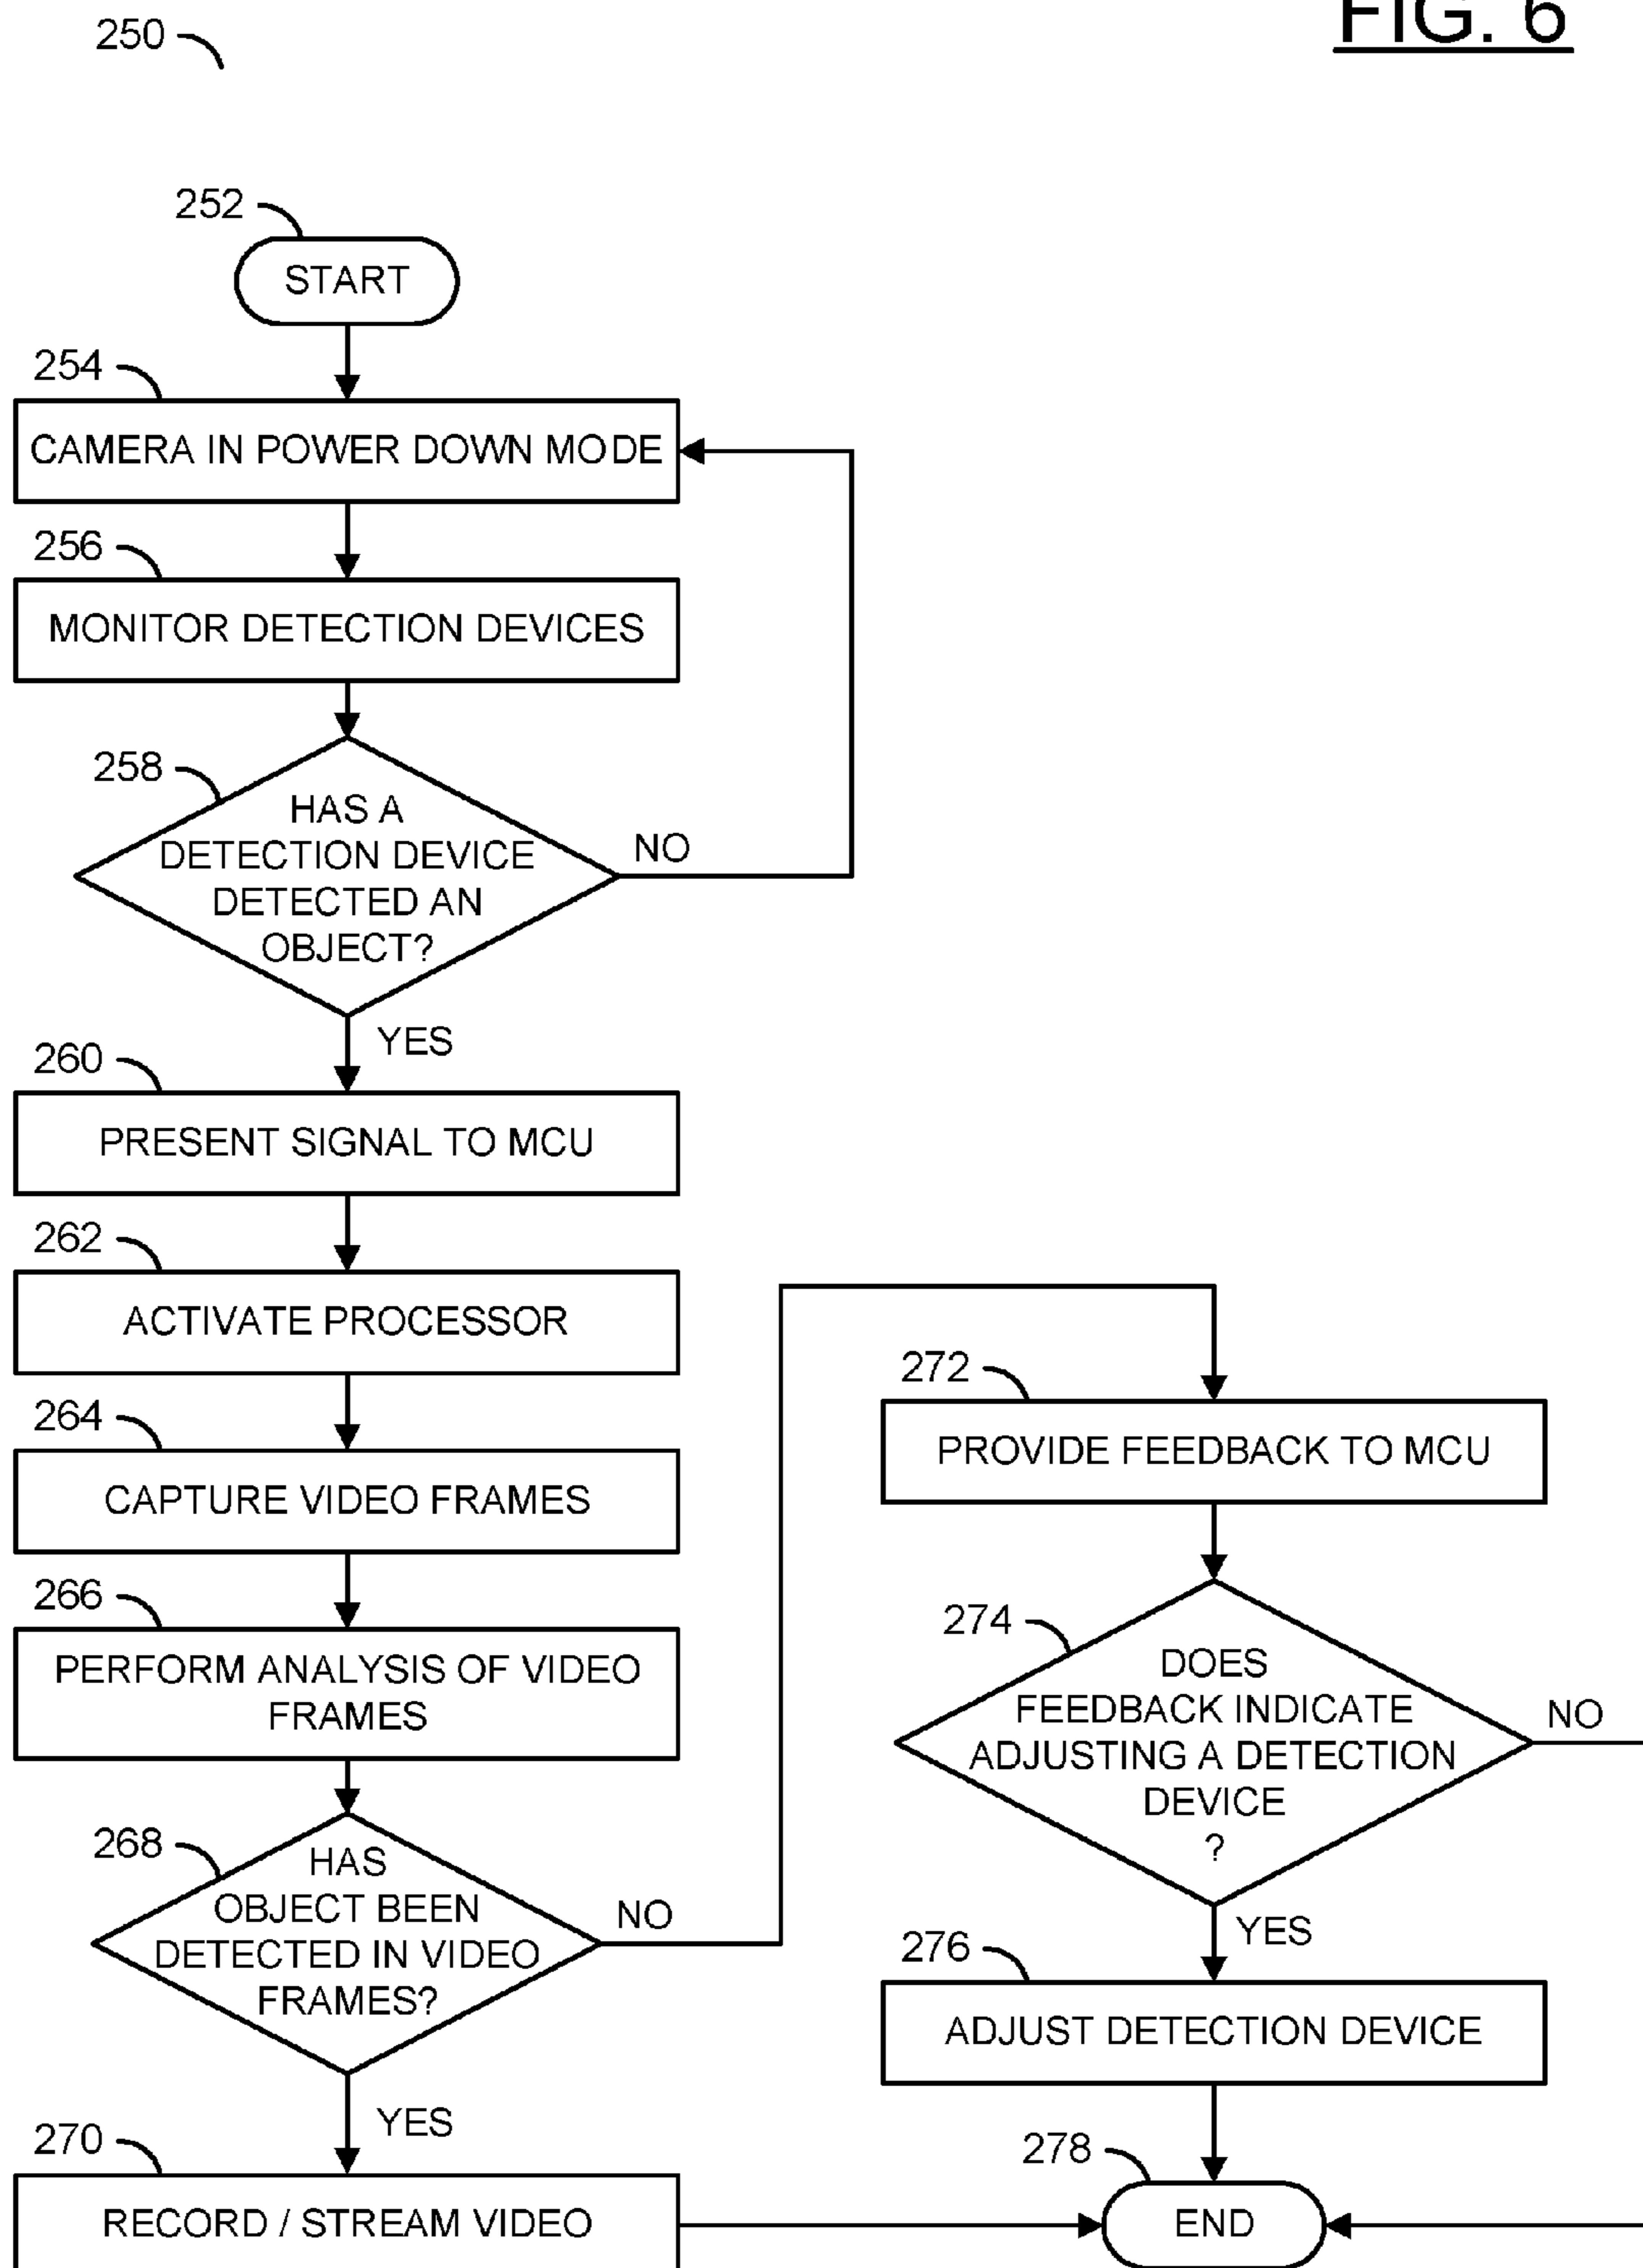 250
FIG. 6
252
START
254
CAMERA IN POWER DOWN MODE
256
MONITOR DETECTION DEVICES
258
HAS A
DETECTION DEVICE
DETECTED AN
OBJECT?
NO
YES
260
PRESENT SIGNAL TO MCU
262
ACTIVATE PROCESSOR
264
CAPTURE VIDEO FRAMES
266
PERFORM ANALYSIS OF VIDEO
FRAMES
268
HAS
OBJECT BEEN
DETECTED IN VIDEO
FRAMES?
NO
YES
270
RECORD / STREAM VIDEO
272
PROVIDE FEEDBACK TO MCU
274
DOES
FEEDBACK INDICATE
ADJUSTING A DETECTION
DEVICE
?
NO
YES
276
ADJUST DETECTION DEVICE
278
END